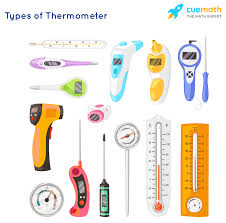 Types of Thermometer
cuemath
THE MATH EXPERT